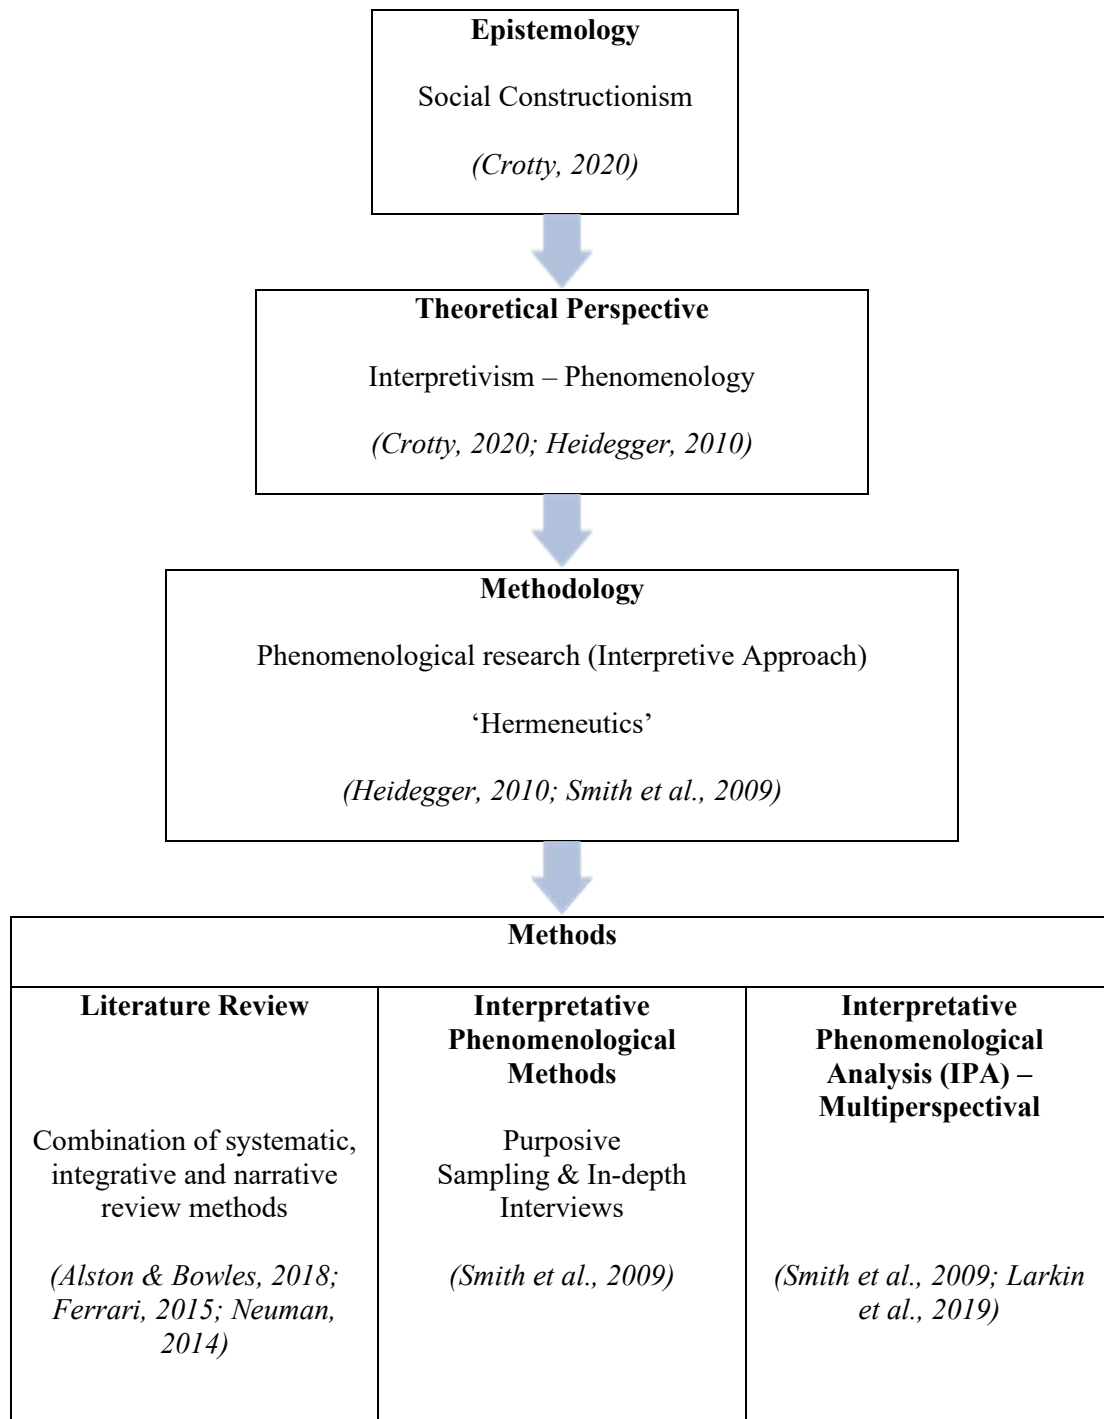 Epistemology
Social Constructionism
(Crotty, 2020)
Theoretical Perspective
Interpretivism – Phenomenology
(Crotty, 2020; Heidegger, 2010)
Methodology
Phenomenological research (Interpretive Approach)
‘Hermeneutics’
(Heidegger, 2010; Smith et al., 2009)
Methods
Literature Review
Combination of systematic,
integrative and narrative
review methods
(Alston & Bowles, 2018;
Ferrari, 2015; Neuman,
2014)
Interpretative
Phenomenological
Methods
Purposive
Sampling & In-depth
Interviews
(Smith et al., 2009)
Interpretative
Phenomenological
Analysis (IPA) –
Multiperspectival
(Smith et al., 2009; Larkin
et al., 2019)